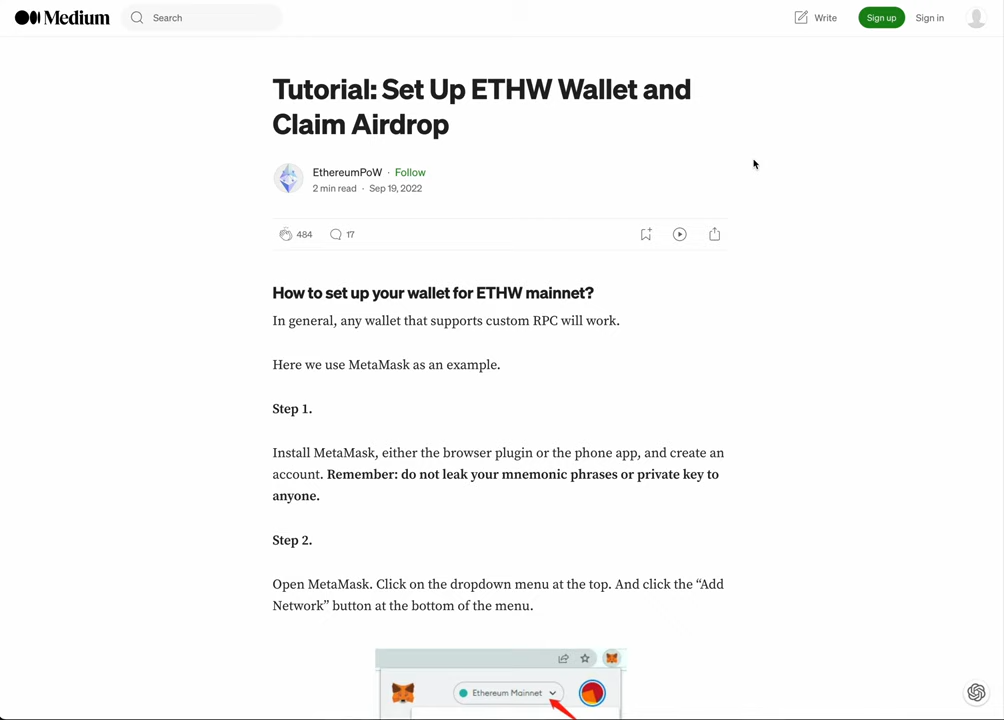 Medium
Search
Write
Sign up
Sign in
Tutorial: Set Up ETHW Wallet and
Claim Airdrop
EthereumPoW · Follow
2 min read · Sep 19, 2022
484
17
How to set up your wallet for ETHW mainnet?
In general, any wallet that supports custom RPC will work.
Here we use MetaMask as an example.
Step 1.
Install MetaMask, either the browser plugin or the phone app, and create an
account. Remember: do not leak your mnemonic phrases or private key to
anyone.
Step 2.
Open MetaMask. Click on the dropdown menu at the top. And click the “Add
Network” button at the bottom of the menu.
Ethereum Mainnet